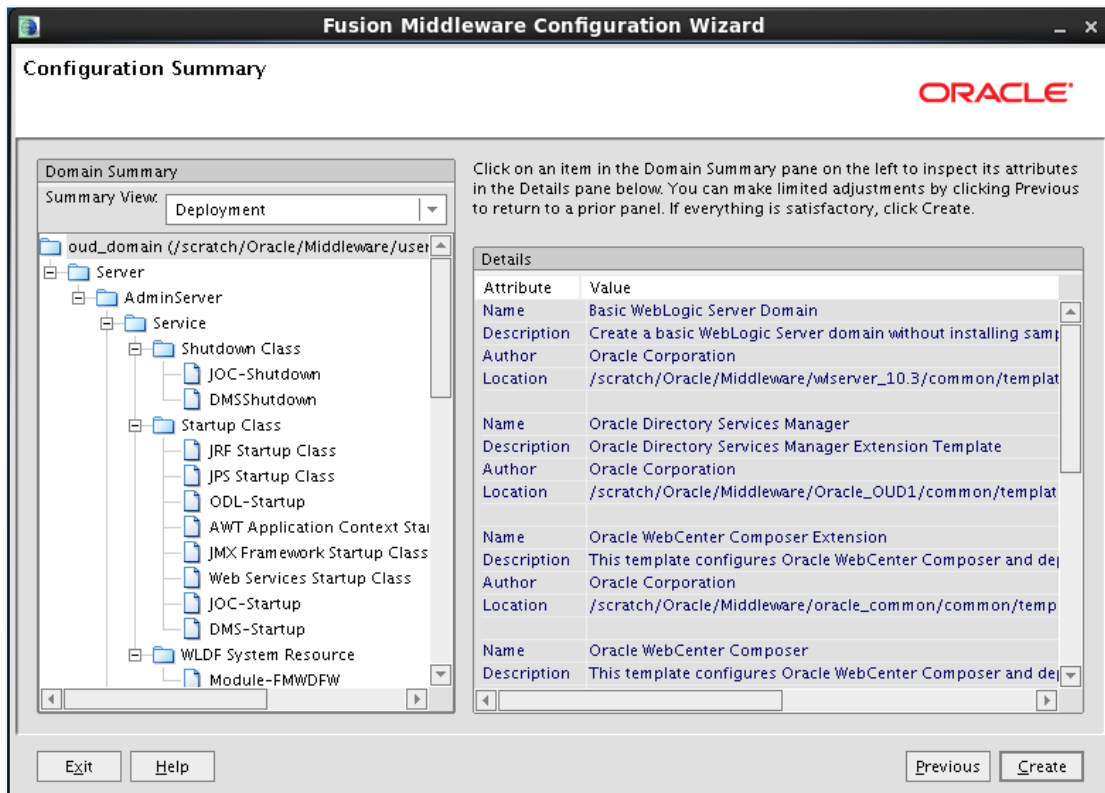 Fusion Middleware Configuration Wizard
Configuration Summary
ORACLE
Domain Summary
Summary View:
Deployment
oud_domain (/scratch/Oracle/Middleware/user
Server
AdminServer
Service
Shutdown Class
JOC-Shutdown
DMSShutdown
Startup Class
JRF Startup Class
JPS Startup Class
ODL-Startup
AWT Application Context Star
JMX Framework Startup Class
Web Services Startup Class
JOC-Startup
DMS-Startup
WLDF System Resource
Module-FMWDFW
Click on an item in the Domain Summary pane on the left to inspect its attributes
in the Details pane below. You can make limited adjustments by clicking Previous
to return to a prior panel. If everything is satisfactory, click Create.
Details
Attribute Value
Name Basic WebLogic Server Domain
Description Create a basic WebLogic Server domain without installing samp
Author Oracle Corporation
Location /scratch/Oracle/Middleware/wlserver_10.3/common/templat
Name Oracle Directory Services Manager
Description Oracle Directory Services Manager Extension Template
Author Oracle Corporation
Location /scratch/Oracle/Middleware/Oracle_OUD1/common/templat
Name Oracle WebCenter Composer Extension
Description This template configures Oracle WebCenter Composer and dep
Author Oracle Corporation
Location /scratch/Oracle/Middleware/oracle_common/common/temp
Name Oracle WebCenter Composer
Description This template configures Oracle WebCenter Composer and dep
Exit Help Previous Create